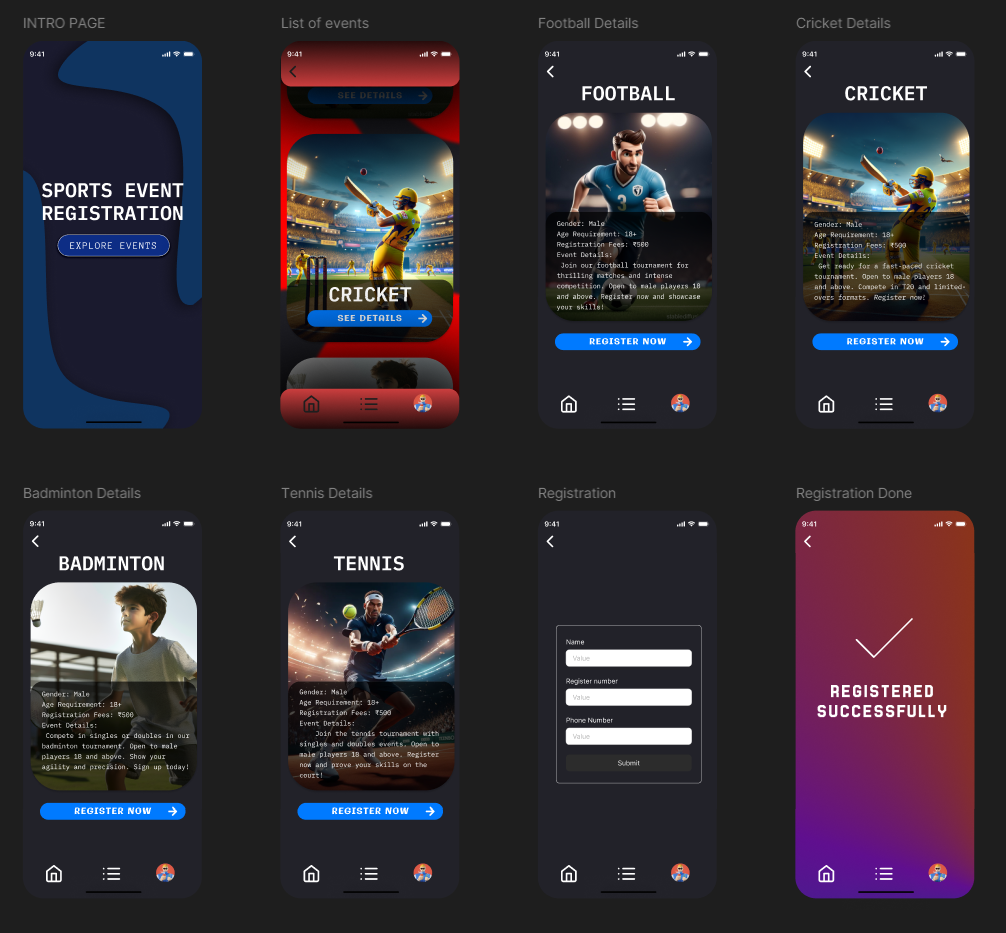 INTRO PAGE
List of events
Football Details
Cricket Details
9:41
SPORTS EVENT
REGISTRATION
EXPLORE EVENTS
9:41
SEE DETAILS
CRICKET
SEE DETAILS
9:41
FOOTBALL
3
Gender: Male
Age Requirement: 18+
Registration Fees: ₹500
Event Details:
Join our football tournament for
thrilling matches and intense
competition. Open to male players 18
and above. Register now and showcase
your skills!
REGISTER NOW
9:41
CRICKET
Gender: Male
Age Requirement: 18+
Registration Fees: ₹500
Event Details:
Get ready for a fast-paced cricket
tournament. Open to male players 18
and above. Compete in T20 and limited-
overs formats. Register now!
REGISTER NOW
Badminton Details
Tennis Details
Registration
Registration Done
9:41
BADMINTON
Gender: Male
Age Requirement: 18+
Registration Fees: ₹500
Event Details:
Compete in singles or doubles in our
badminton tournament. Open to male
players 18 and above. Show your
agility and precision. Sign up today!
REGISTER NOW
9:41
TENNIS
Gender: Male
Age Requirement: 18+
Registration Fees: ₹500
Event Details:
Join the tennis tournament with
singles and doubles events. Open to
male players 18 and above. Register
now and prove your skills on the
court!
REGISTER NOW
9:41
Name
Value
Register number
Value
Phone Number
Value
Submit
9:41
REGISTERED
SUCCESSFULLY